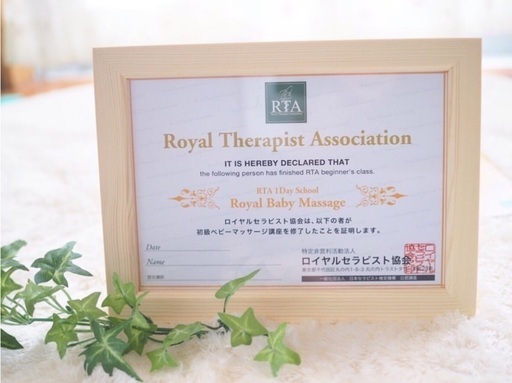 RTA
Royal Therapist Association
IT IS HEREBY DECLARED THAT
the following person has finished RTA beginner's class.
RTA 1Day School
Royal Baby Massage
ロイヤルセラピスト協会は、以下の者が
初級ベビーマッサージ講座を修了したことを証明します。
Date
Name
特定非営利活動法人
ロイヤルセラピスト協会